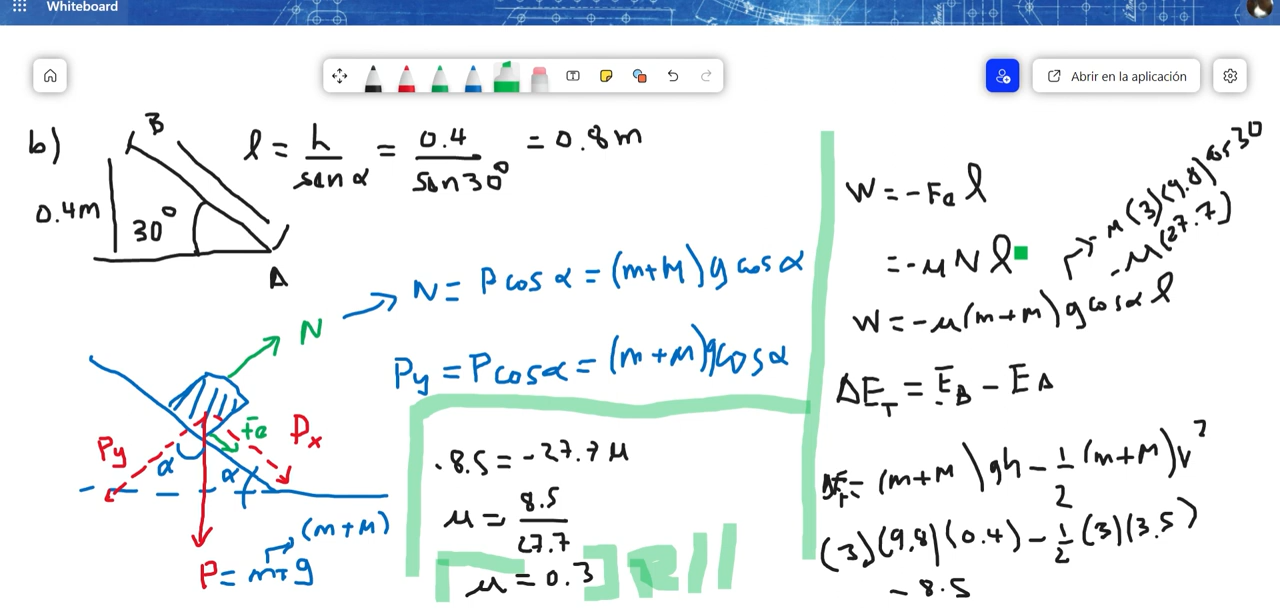 Whiteboard
Abrir en la aplicación
b)
B
0.4m
30°
A
l = h / sen α = 0.4 / Sen 30° = 0.8 m
N
N = P cos α = (m+M) g cos α
Py = P cos α = (m+M) g cos α
Py
Fa
Px
α
α
(m+M)
P = mT g
-8.5 = -27.7 μ
μ = 8.5 / 27.7
μ = 0.3
W = -Fa l
= -μ N l
μ (3)(9.8) cos 30
-μ (27.7)
W = -μ (m+m) g cos α l
ΔET = EB - EA
ΔET = (m+M) gh - 1/2 (m+M) v²
(3)(9.8)(0.4) - 1/2 (3)(3.5)
-8.5